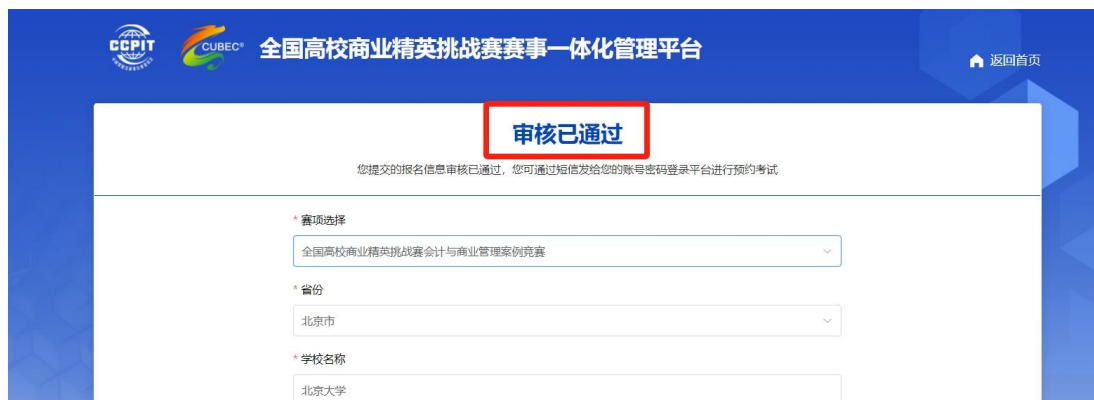 CCPIT
CUBEC®
全国高校商业精英挑战赛赛事一体化管理平台
返回首页
审核已通过
您提交的报名信息审核已通过，您可通过短信发给您的账号密码登录平台进行预约考试
* 赛项选择
全国高校商业精英挑战赛会计与商业管理案例竞赛
* 省份
北京市
* 学校名称
北京大学